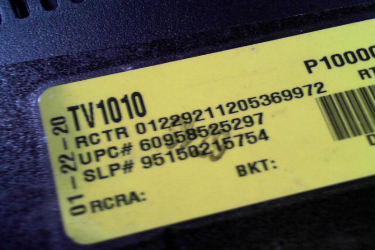 P10000
TV1010
RCTR 01229211205369972
UPC# 60958525297
SLP# 95150215754
01-22-20
RCRA:
BKT: